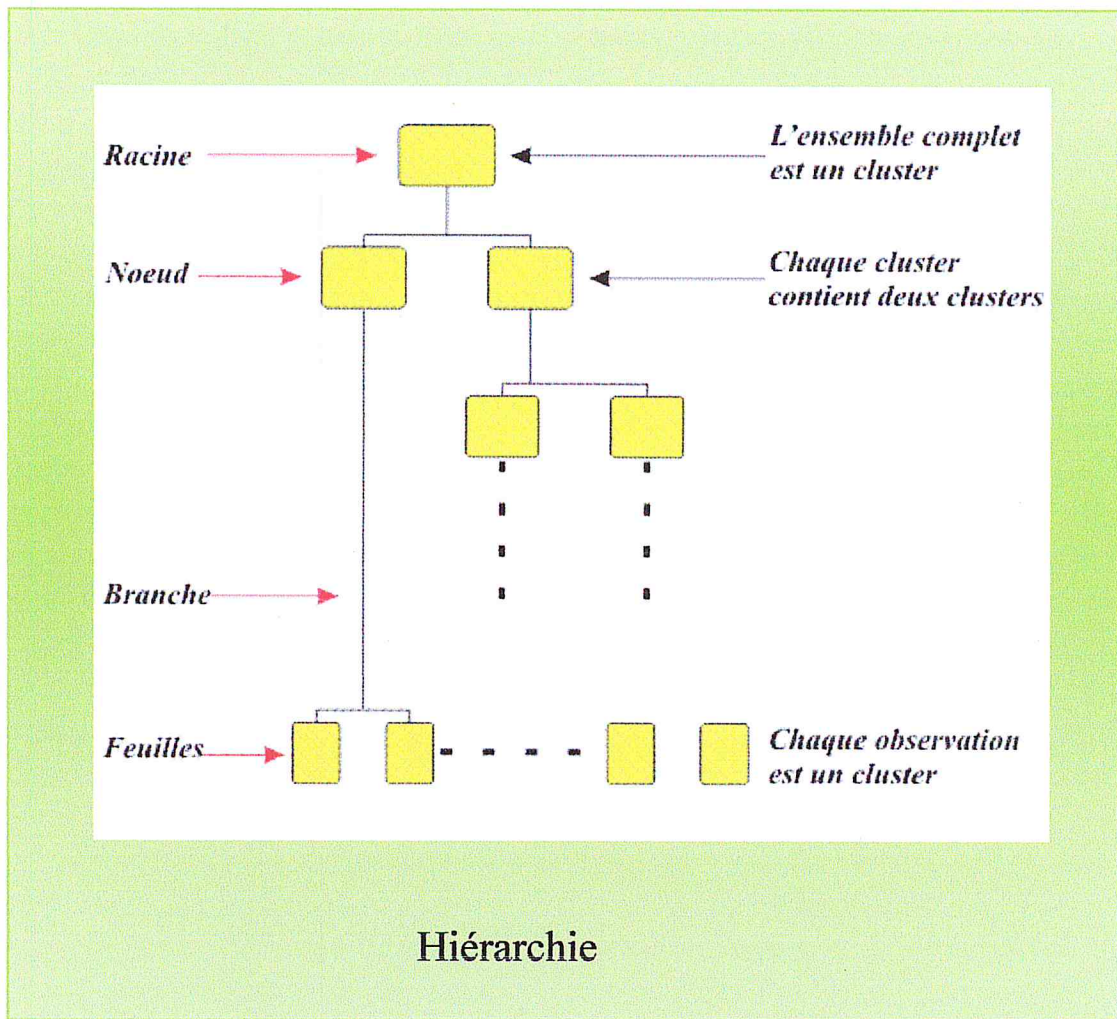 Racine
L'ensemble complet
est un cluster
Noeud
Chaque cluster
contient deux clusters
Branche
Feuilles
Chaque observation
est un cluster
Hiérarchie